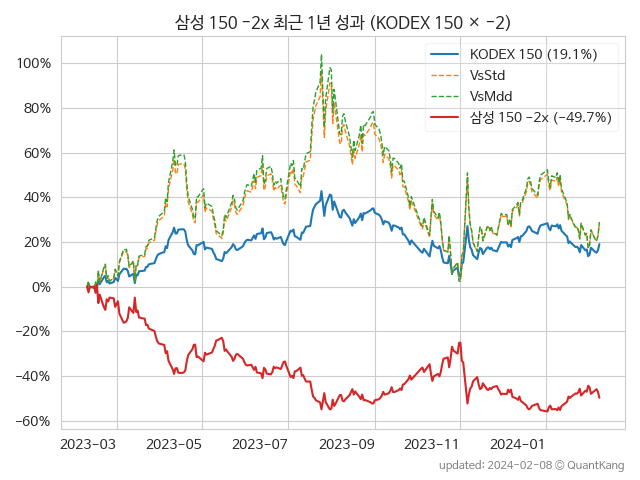 삼성 150 −2x 최근 1년 성과 (KODEX 150 × −2)
KODEX 150 (19.1%)
VsStd
VsMdd
삼성 150 −2x (−49.7%)
100%
80%
60%
40%
20%
0%
−20%
−40%
−60%
2023-03 2023-05 2023-07 2023-09 2023-11 2024-01
updated: 2024-02-08 ⓒ QuantKang